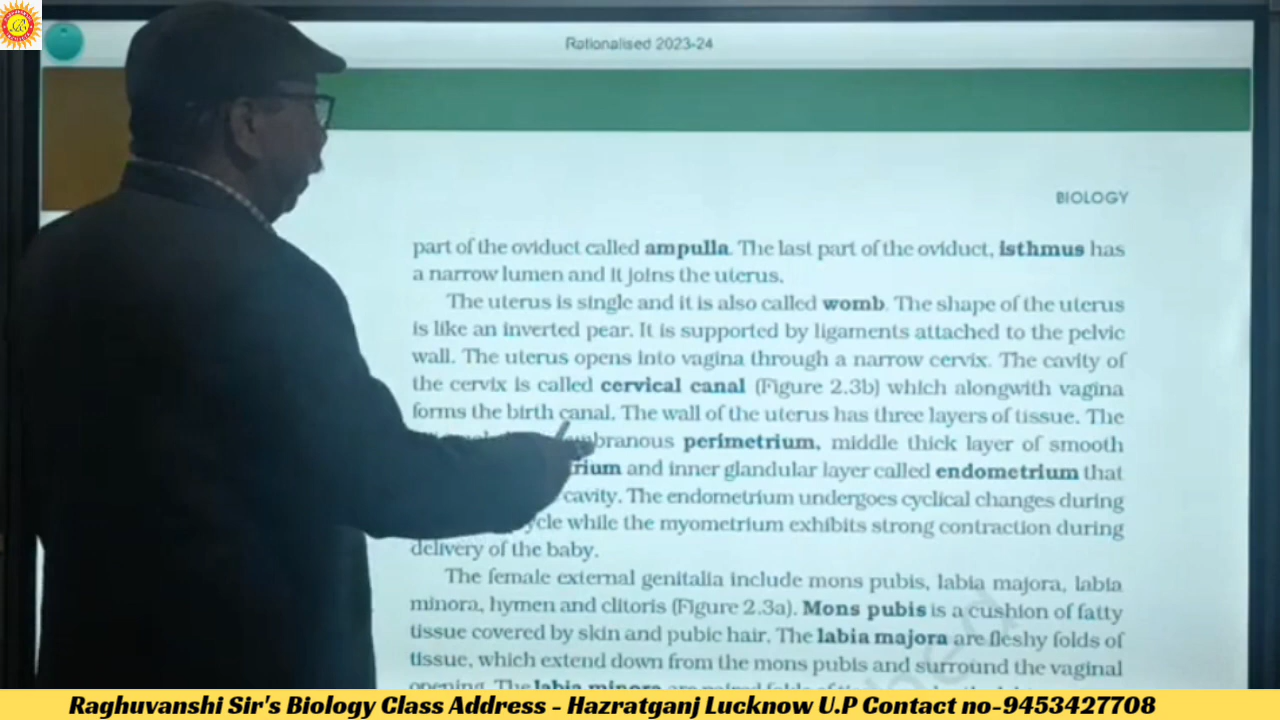 Rationalised 2023-24
BIOLOGY
part of the oviduct called ampulla. The last part of the oviduct, isthmus has
a narrow lumen and it joins the uterus.
The uterus is single and it is also called womb. The shape of the uterus
is like an inverted pear. It is supported by ligaments attached to the pelvic
wall. The uterus opens into vagina through a narrow cervix. The cavity of
the cervix is called cervical canal (Figure 2.3b) which alongwith vagina
forms the birth canal. The wall of the uterus has three layers of tissue. The
branous perimetrium, middle thick layer of smooth
rium and inner glandular layer called endometrium that
cavity. The endometrium undergoes cyclical changes during
cycle while the myometrium exhibits strong contraction during
delivery of the baby.
The female external genitalia include mons pubis, labia majora, labia
minora, hymen and clitoris (Figure 2.3a). Mons pubis is a cushion of fatty
tissue covered by skin and pubic hair. The labia majora are fleshy folds of
tissue, which extend down from the mons pubis and surround the vaginal
opening. The labia minora are paired folds of
Raghuvanshi Sir's Biology Class Address - Hazratganj Lucknow U.P Contact no-9453427708